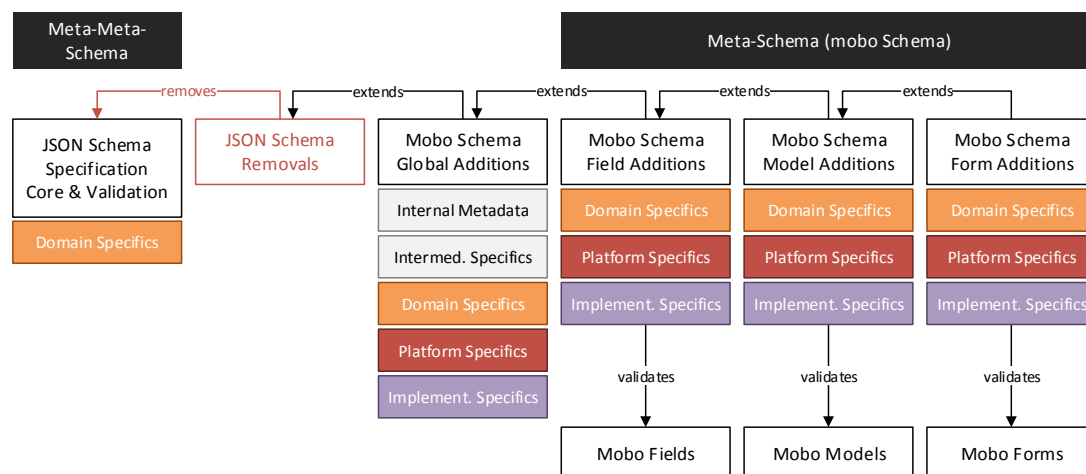 Meta-Meta-
Schema
Meta-Schema (mobo Schema)
removes
extends
extends
extends
extends
JSON Schema
Specification
Core & Validation
Domain Specifics
JSON Schema
Removals
Mobo Schema
Global Additions
Internal Metadata
Intermed. Specifics
Domain Specifics
Platform Specifics
Implement. Specifics
Mobo Schema
Field Additions
Domain Specifics
Platform Specifics
Implement. Specifics
validates
Mobo Fields
Mobo Schema
Model Additions
Domain Specifics
Platform Specifics
Implement. Specifics
validates
Mobo Models
Mobo Schema
Form Additions
Domain Specifics
Platform Specifics
Implement. Specifics
validates
Mobo Forms